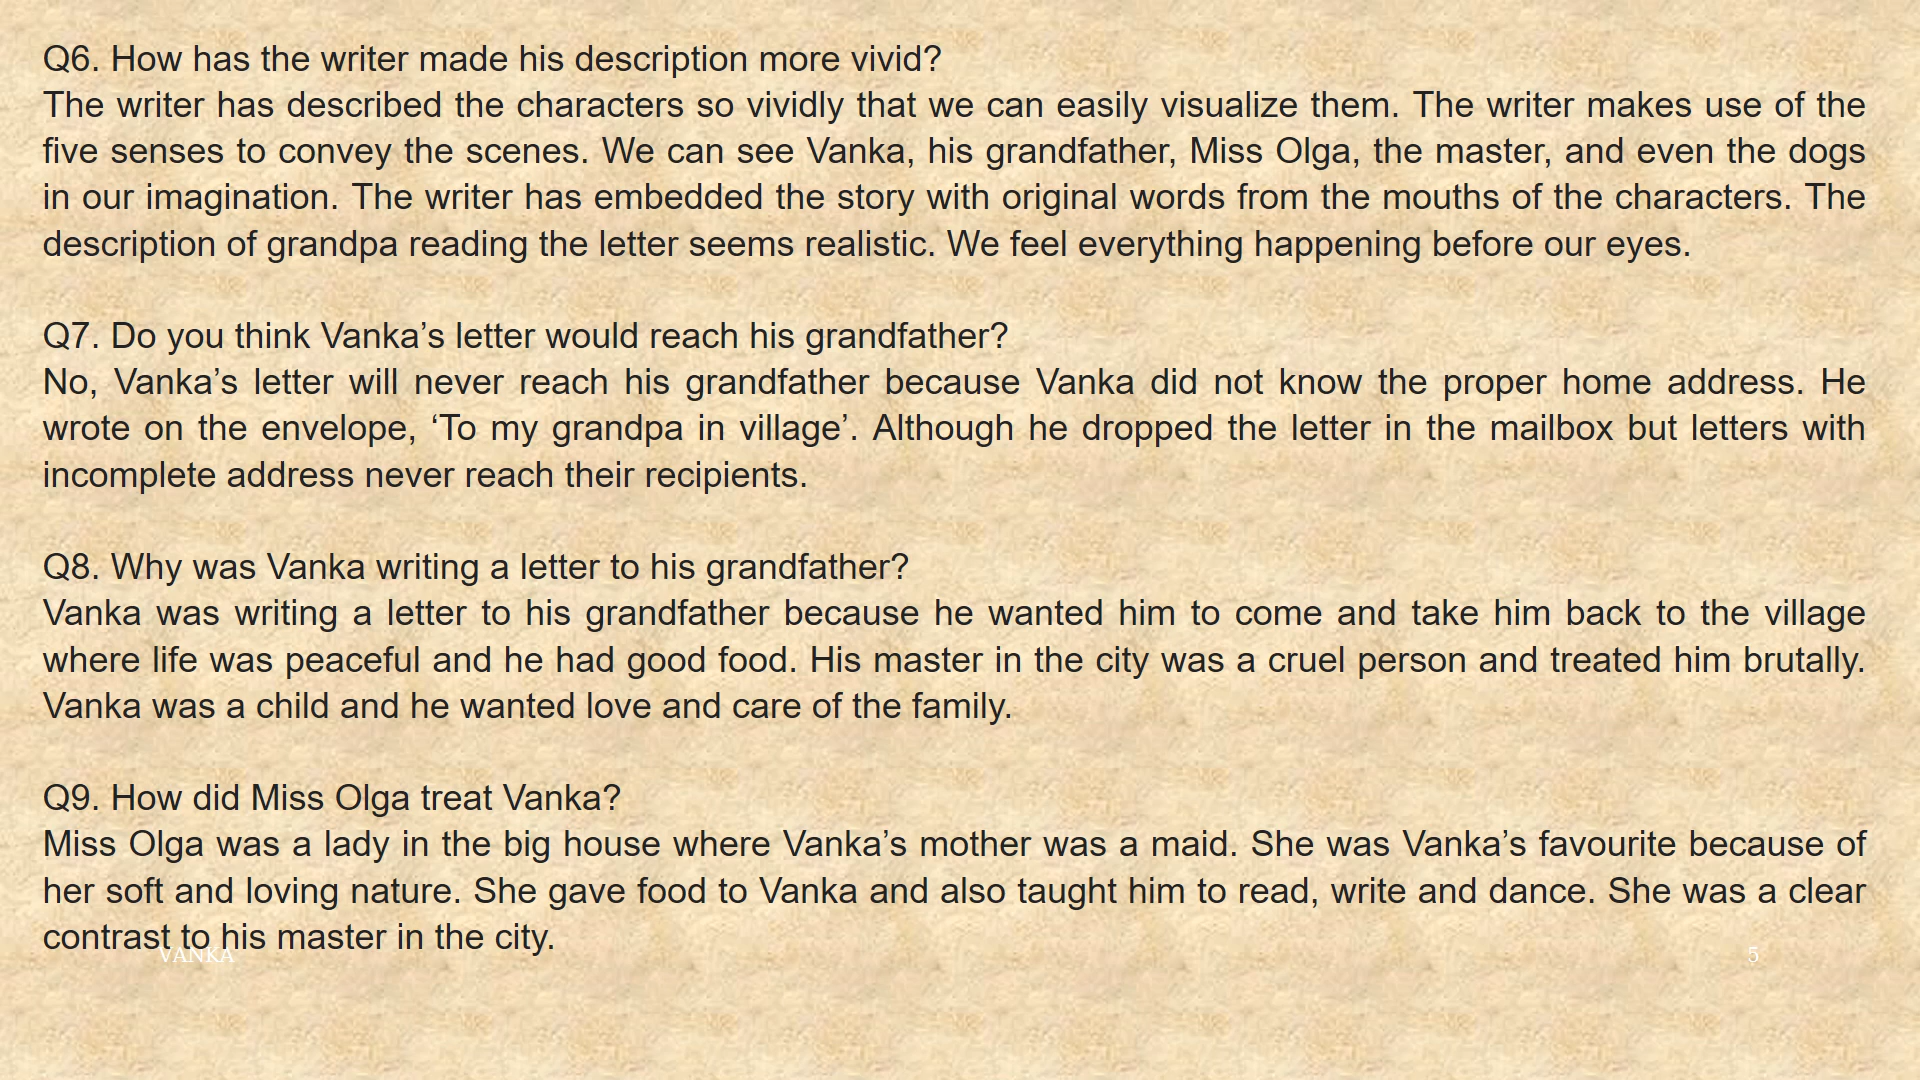 Q6. How has the writer made his description more vivid?
The writer has described the characters so vividly that we can easily visualize them. The writer makes use of the
five senses to convey the scenes. We can see Vanka, his grandfather, Miss Olga, the master, and even the dogs
in our imagination. The writer has embedded the story with original words from the mouths of the characters. The
description of grandpa reading the letter seems realistic. We feel everything happening before our eyes.
Q7. Do you think Vanka’s letter would reach his grandfather?
No, Vanka’s letter will never reach his grandfather because Vanka did not know the proper home address. He
wrote on the envelope, ‘To my grandpa in village’. Although he dropped the letter in the mailbox but letters with
incomplete address never reach their recipients.
Q8. Why was Vanka writing a letter to his grandfather?
Vanka was writing a letter to his grandfather because he wanted him to come and take him back to the village
where life was peaceful and he had good food. His master in the city was a cruel person and treated him brutally.
Vanka was a child and he wanted love and care of the family.
Q9. How did Miss Olga treat Vanka?
Miss Olga was a lady in the big house where Vanka’s mother was a maid. She was Vanka’s favourite because of
her soft and loving nature. She gave food to Vanka and also taught him to read, write and dance. She was a clear
contrast to his master in the city.
VANKA
5